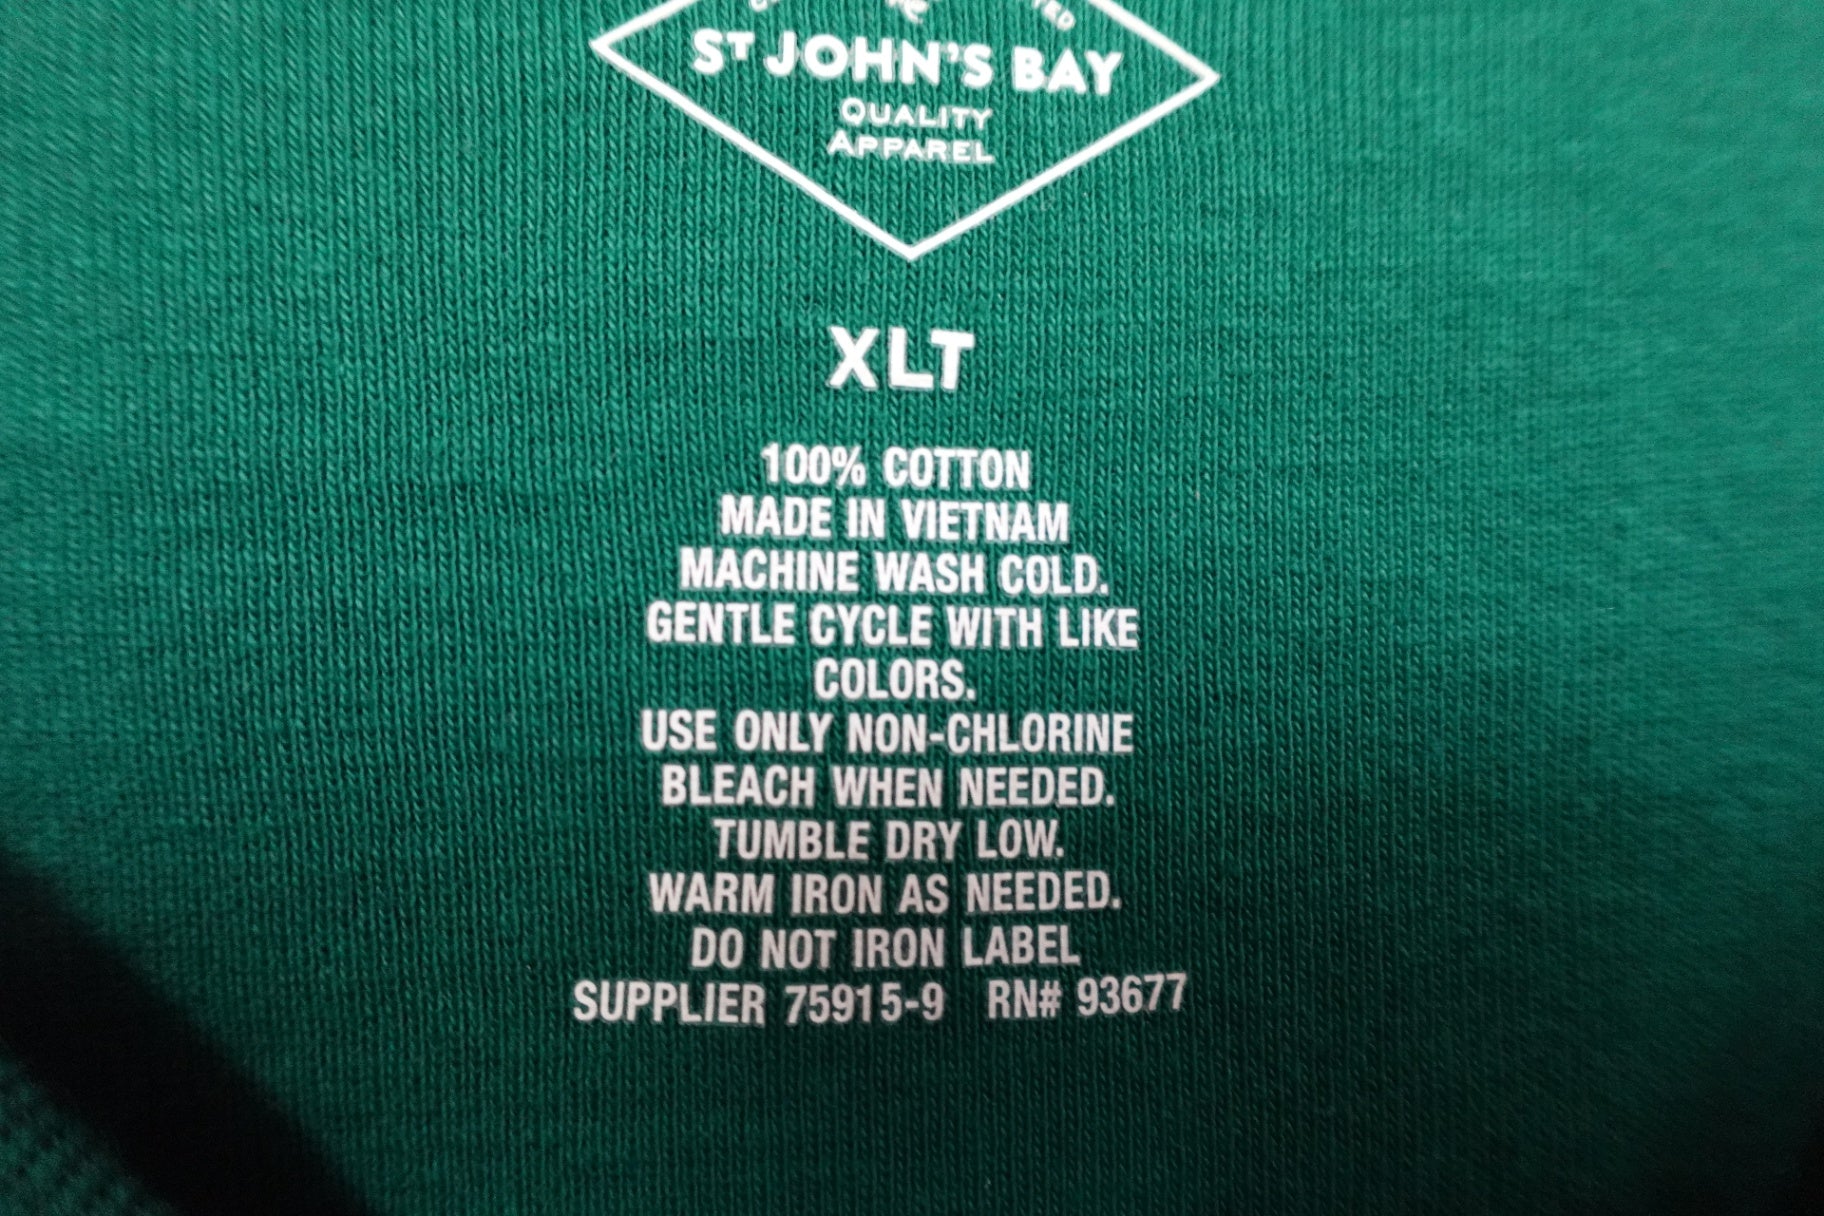 ST JOHN'S BAY
QUALITY
APPAREL
XLT
100% COTTON
MADE IN VIETNAM
MACHINE WASH COLD.
GENTLE CYCLE WITH LIKE
COLORS.
USE ONLY NON-CHLORINE
BLEACH WHEN NEEDED.
TUMBLE DRY LOW.
WARM IRON AS NEEDED.
DO NOT IRON LABEL
SUPPLIER 75915-9 RN# 93677